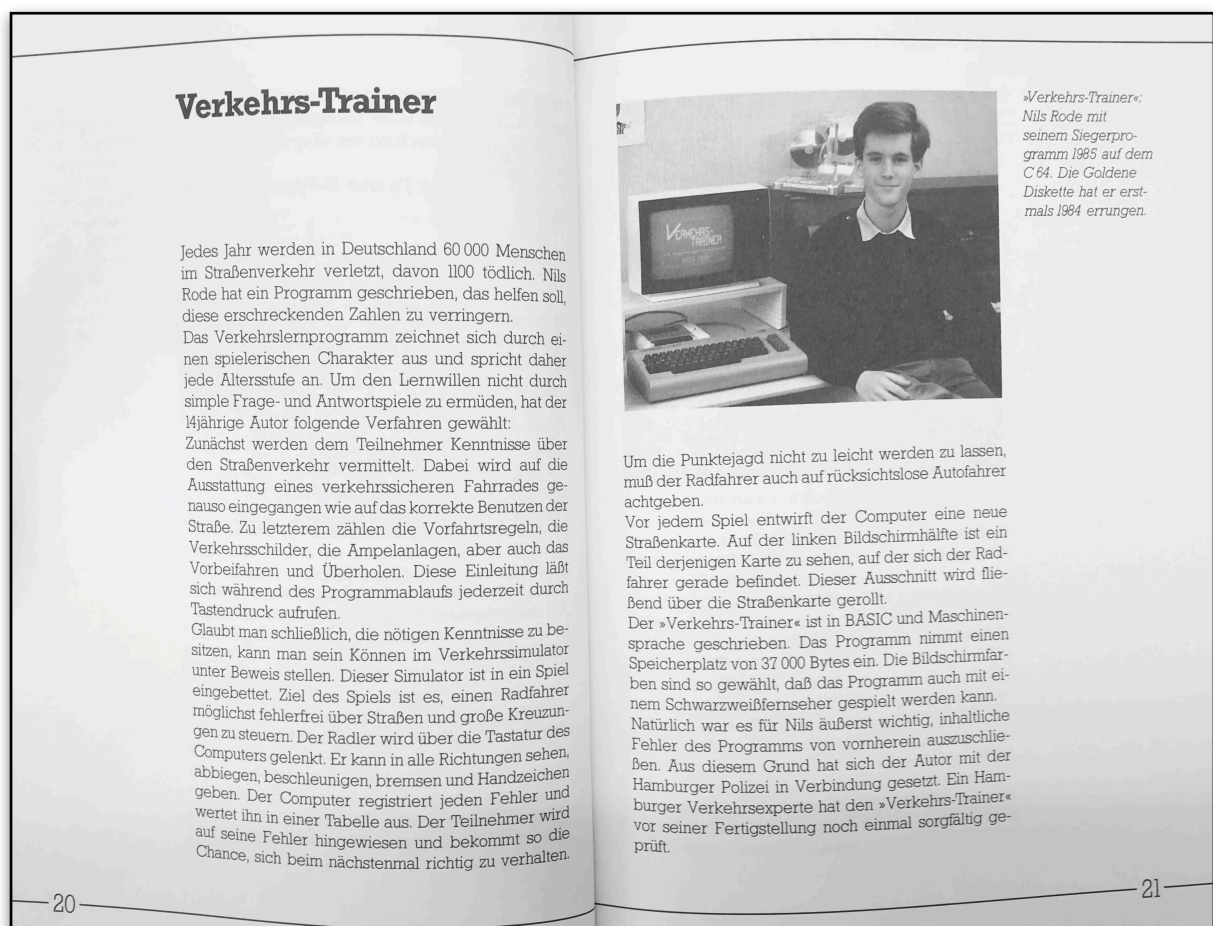 Verkehrs-Trainer
Jedes Jahr werden in Deutschland 60 000 Menschen
im Straßenverkehr verletzt, davon 1100 tödlich. Nils
Rode hat ein Programm geschrieben, das helfen soll,
diese erschreckenden Zahlen zu verringern.
Das Verkehrslernprogramm zeichnet sich durch ei-
nen spielerischen Charakter aus und spricht daher
jede Altersstufe an. Um den Lernwillen nicht durch
simple Frage- und Antwortspiele zu ermüden, hat der
14jährige Autor folgende Verfahren gewählt:
Zunächst werden dem Teilnehmer Kenntnisse über
den Straßenverkehr vermittelt. Dabei wird auf die
Ausstattung eines verkehrssicheren Fahrrades ge-
nauso eingegangen wie auf das korrekte Benutzen der
Straße. Zu letzterem zählen die Vorfahrtsregeln, die
Verkehrsschilder, die Ampelanlagen, aber auch das
Vorbeifahren und Überholen. Diese Einleitung läßt
sich während des Programmablaufs jederzeit durch
Tastendruck aufrufen.
Glaubt man schließlich, die nötigen Kenntnisse zu be-
sitzen, kann man sein Können im Verkehrssimulator
unter Beweis stellen. Dieser Simulator ist in ein Spiel
eingebettet. Ziel des Spiels ist es, einen Radfahrer
möglichst fehlerfrei über Straßen und große Kreuzun-
gen zu steuern. Der Radler wird über die Tastatur des
Computers gelenkt. Er kann in alle Richtungen sehen,
abbiegen, beschleunigen, bremsen und Handzeichen
geben. Der Computer registriert jeden Fehler und
wertet ihn in einer Tabelle aus. Der Teilnehmer wird
auf seine Fehler hingewiesen und bekommt so die
Chance, sich beim nächstenmal richtig zu verhalten.
20
VERKEHRS-
TRAINER
»Verkehrs-Trainer«:
Nils Rode mit
seinem Siegerpro-
gramm 1985 auf dem
C 64. Die Goldene
Diskette hat er erst-
mals 1984 errungen.
Um die Punktejagd nicht zu leicht werden zu lassen,
muß der Radfahrer auch auf rücksichtslose Autofahrer
achtgeben.
Vor jedem Spiel entwirft der Computer eine neue
Straßenkarte. Auf der linken Bildschirmhälfte ist ein
Teil derjenigen Karte zu sehen, auf der sich der Rad-
fahrer gerade befindet. Dieser Ausschnitt wird flie-
ßend über die Straßenkarte gerollt.
Der »Verkehrs-Trainer« ist in BASIC und Maschinen-
sprache geschrieben. Das Programm nimmt einen
Speicherplatz von 37 000 Bytes ein. Die Bildschirmfar-
ben sind so gewählt, daß das Programm auch mit ei-
nem Schwarzweißfernseher gespielt werden kann.
Natürlich war es für Nils äußerst wichtig, inhaltliche
Fehler des Programms von vornherein auszuschlie-
ßen. Aus diesem Grund hat sich der Autor mit der
Hamburger Polizei in Verbindung gesetzt. Ein Ham-
burger Verkehrsexperte hat den »Verkehrs-Trainer«
vor seiner Fertigstellung noch einmal sorgfältig ge-
prüft.
21